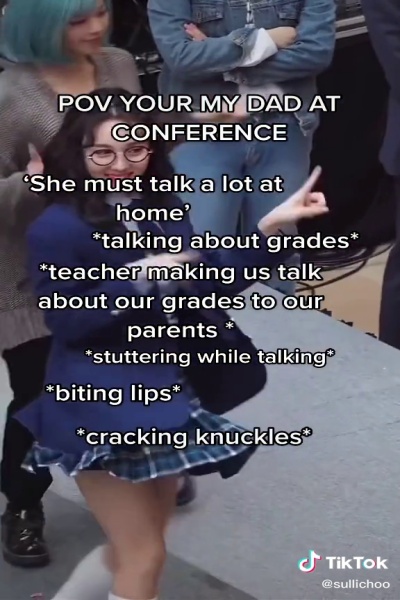 POV YOUR MY DAD AT
CONFERENCE
‘She must talk a lot at
home’
*talking about grades*
*teacher making us talk
about our grades to our
parents *
*stuttering while talking*
*biting lips*
*cracking knuckles*
TikTok
@sullichoo